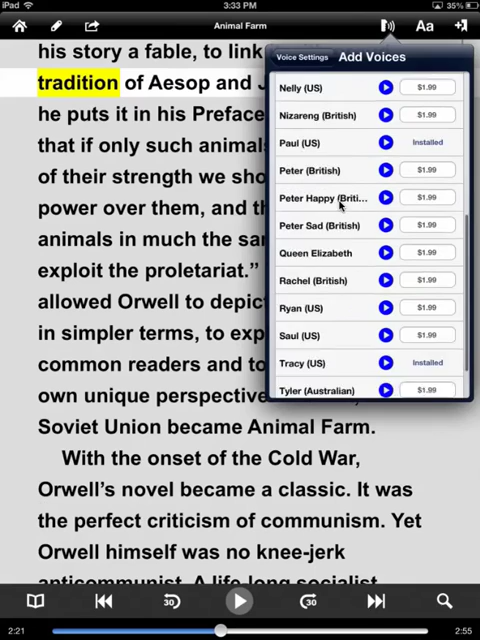 iPad 3:33 PM 35%
Animal Farm
Aa
his story a fable, to link
tradition of Aesop and J
he puts it in his Preface
that if only such animal
of their strength we sho
power over them, and th
animals in much the sa
exploit the proletariat.”
allowed Orwell to depict
in simpler terms, to exp
common readers and to
own unique perspective
Soviet Union became Animal Farm.
With the onset of the Cold War,
Orwell’s novel became a classic. It was
the perfect criticism of communism. Yet
Orwell himself was no knee-jerk
anticommunist. A life-long socialist
Voice Settings
Add Voices
Nelly (US) $1.99
Nizareng (British) $1.99
Paul (US) Installed
Peter (British) $1.99
Peter Happy (Briti... $1.99
Peter Sad (British) $1.99
Queen Elizabeth $1.99
Rachel (British) $1.99
Ryan (US) $1.99
Saul (US) $1.99
Tracy (US) Installed
Tyler (Australian) $1.99
30 30
2:21 2:55